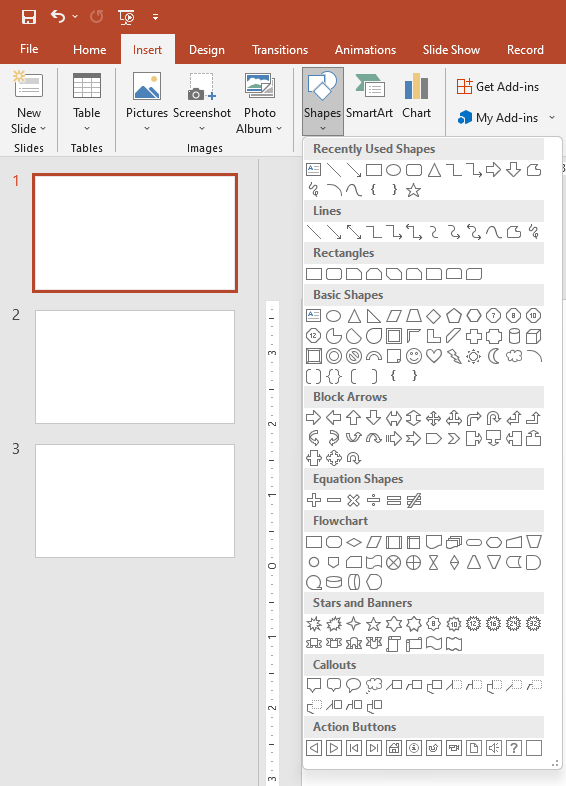 File Home Insert Design Transitions Animations Slide Show Record
New Slide
Table
Pictures
Screenshot
Photo Album
Shapes
SmartArt
Chart
Get Add-ins
My Add-ins
Slides Tables Images
Recently Used Shapes
Lines
Rectangles
Basic Shapes
Block Arrows
Equation Shapes
Flowchart
Stars and Banners
Callouts
Action Buttons
1
2
3
3
2
1
0
1
2
3